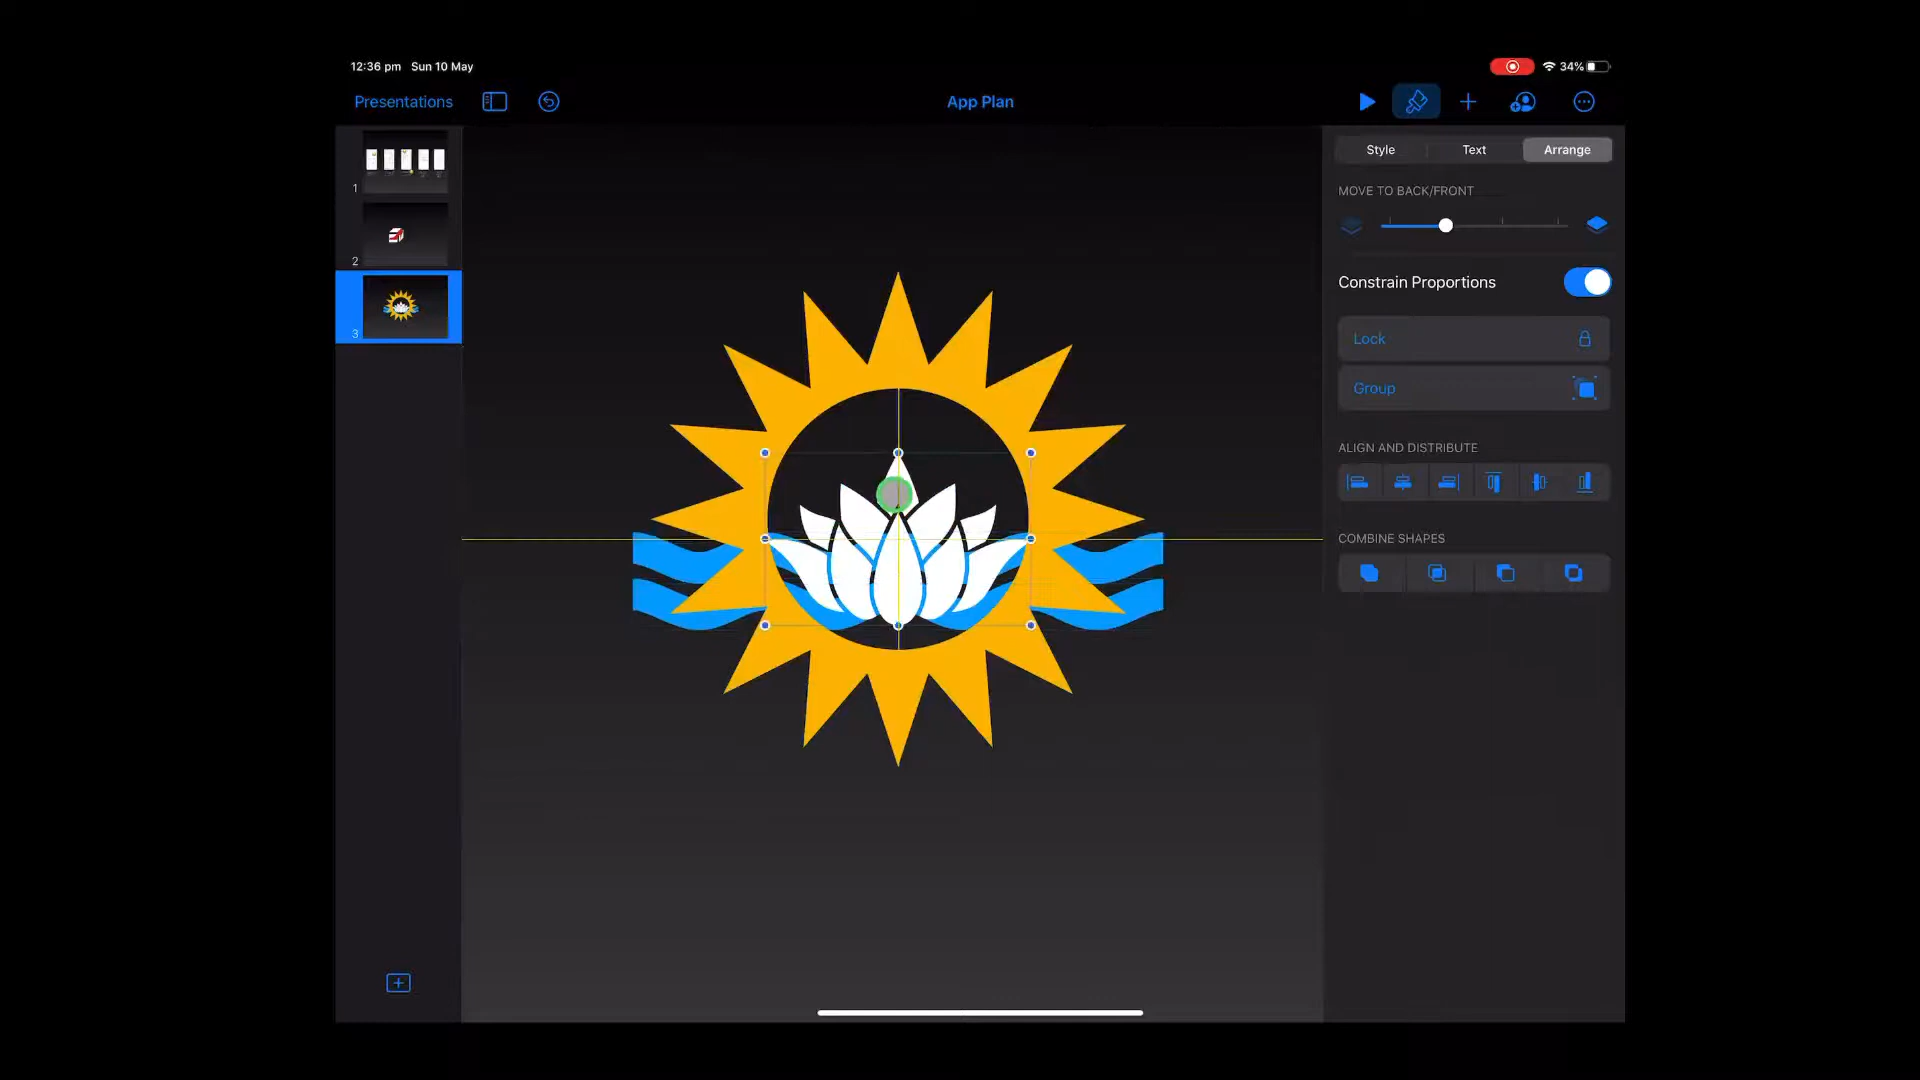 12:36 pm Sun 10 May
34%
Presentations
App Plan
Style Text Arrange
MOVE TO BACK/FRONT
Constrain Proportions
Lock
Group
ALIGN AND DISTRIBUTE
COMBINE SHAPES
1
2
3